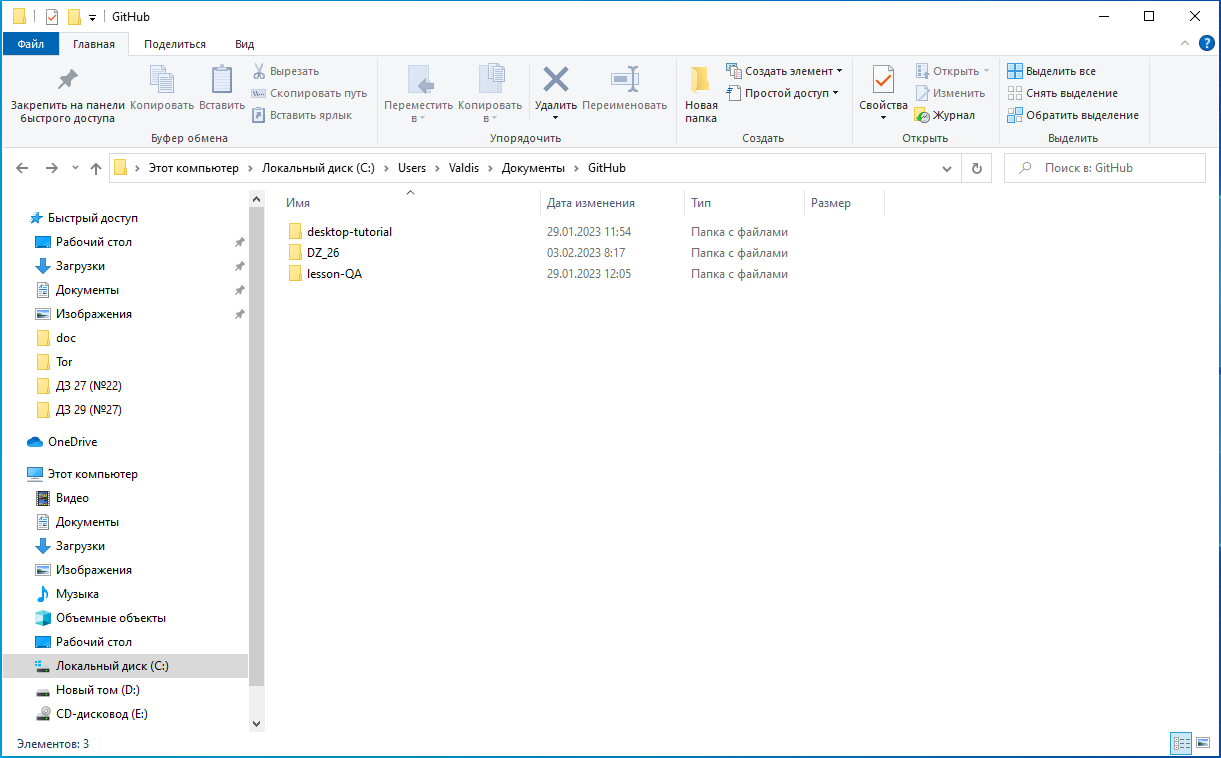 GitHub
Файл Главная Поделиться Вид
Закрепить на панели быстрого доступа
Копировать
Вставить
Вырезать
Скопировать путь
Вставить ярлык
Буфер обмена
Переместить в
Копировать в
Удалить
Переименовать
Упорядочить
Новая папка
Создать элемент
Простой доступ
Создать
Свойства
Открыть
Изменить
Журнал
Открыть
Выделить все
Снять выделение
Обратить выделение
Выделить
Этот компьютер > Локальный диск (C:) > Users > Valdis > Документы > GitHub
Поиск в: GitHub
Быстрый доступ
Рабочий стол
Загрузки
Документы
Изображения
doc
Tor
ДЗ 27 (№22)
ДЗ 29 (№27)
OneDrive
Этот компьютер
Видео
Документы
Загрузки
Изображения
Музыка
Объемные объекты
Рабочий стол
Локальный диск (C:)
Новый том (D:)
CD-дисковод (E:)
Имя Дата изменения Тип Размер
desktop-tutorial 29.01.2023 11:54 Папка с файлами
DZ_26 03.02.2023 8:17 Папка с файлами
lesson-QA 29.01.2023 12:05 Папка с файлами
Элементов: 3